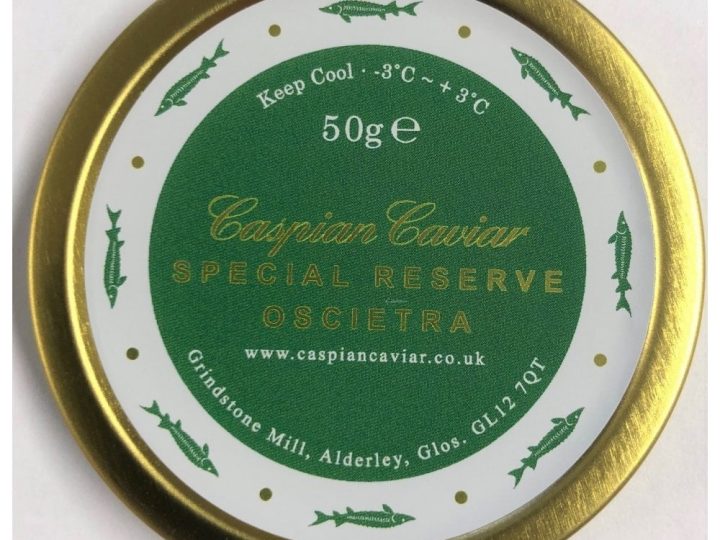 Keep Cool · -3°C ~ + 3°C
50g ℮
Caspian Caviar
SPECIAL RESERVE
OSCIETRA
www.caspiancaviar.co.uk
Grindstone Mill, Alderley, Glos. GL12 7QT